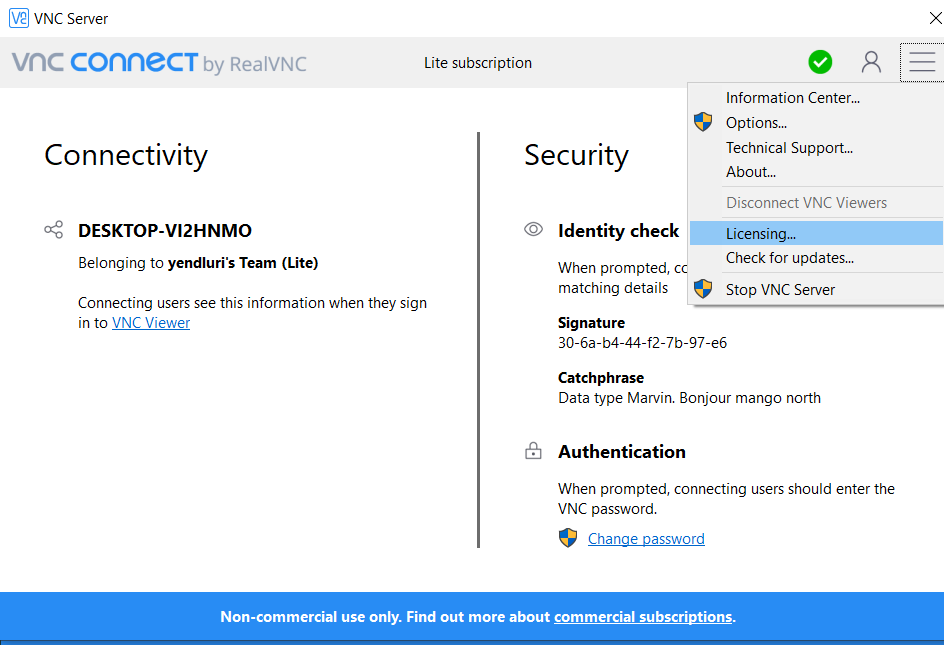 VNC Server
vnc connect by RealVNC
Lite subscription
Information Center...
Options...
Technical Support...
About...
Disconnect VNC Viewers
Licensing...
Check for updates...
Stop VNC Server
Connectivity
DESKTOP-VI2HNMO
Belonging to yendluri's Team (Lite)
Connecting users see this information when they sign
in to VNC Viewer
Security
Identity check
When prompted,
matching details
Signature
30-6a-b4-44-f2-7b-97-e6
Catchphrase
Data type Marvin. Bonjour mango north
Authentication
When prompted, connecting users should enter the
VNC password.
Change password
Non-commercial use only. Find out more about commercial subscriptions.